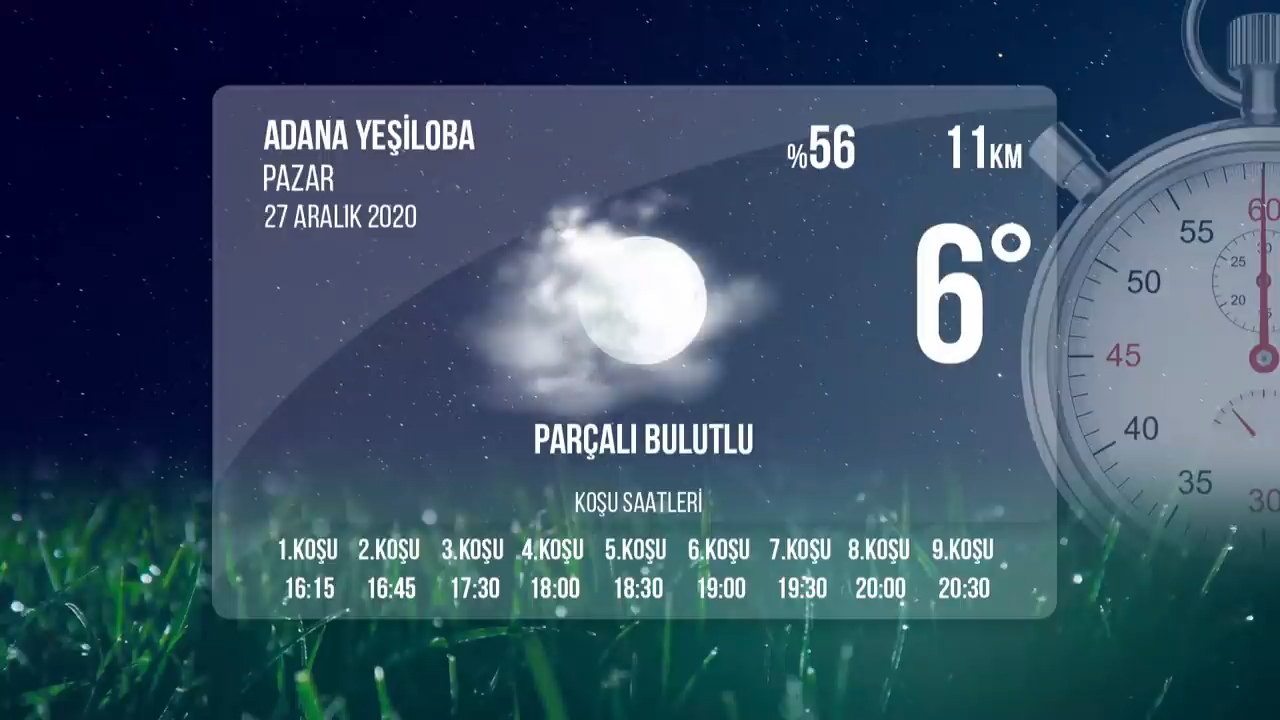 ADANA YEŞİLOBA
PAZAR
27 ARALIK 2020
%56
11KM
6°
PARÇALI BULUTLU
KOŞU SAATLERİ
1.KOŞU 2.KOŞU 3.KOŞU 4.KOŞU 5.KOŞU 6.KOŞU 7.KOŞU 8.KOŞU 9.KOŞU
16:15 16:45 17:30 18:00 18:30 19:00 19:30 20:00 20:30
60
55
50
45
40
35
30
25
20